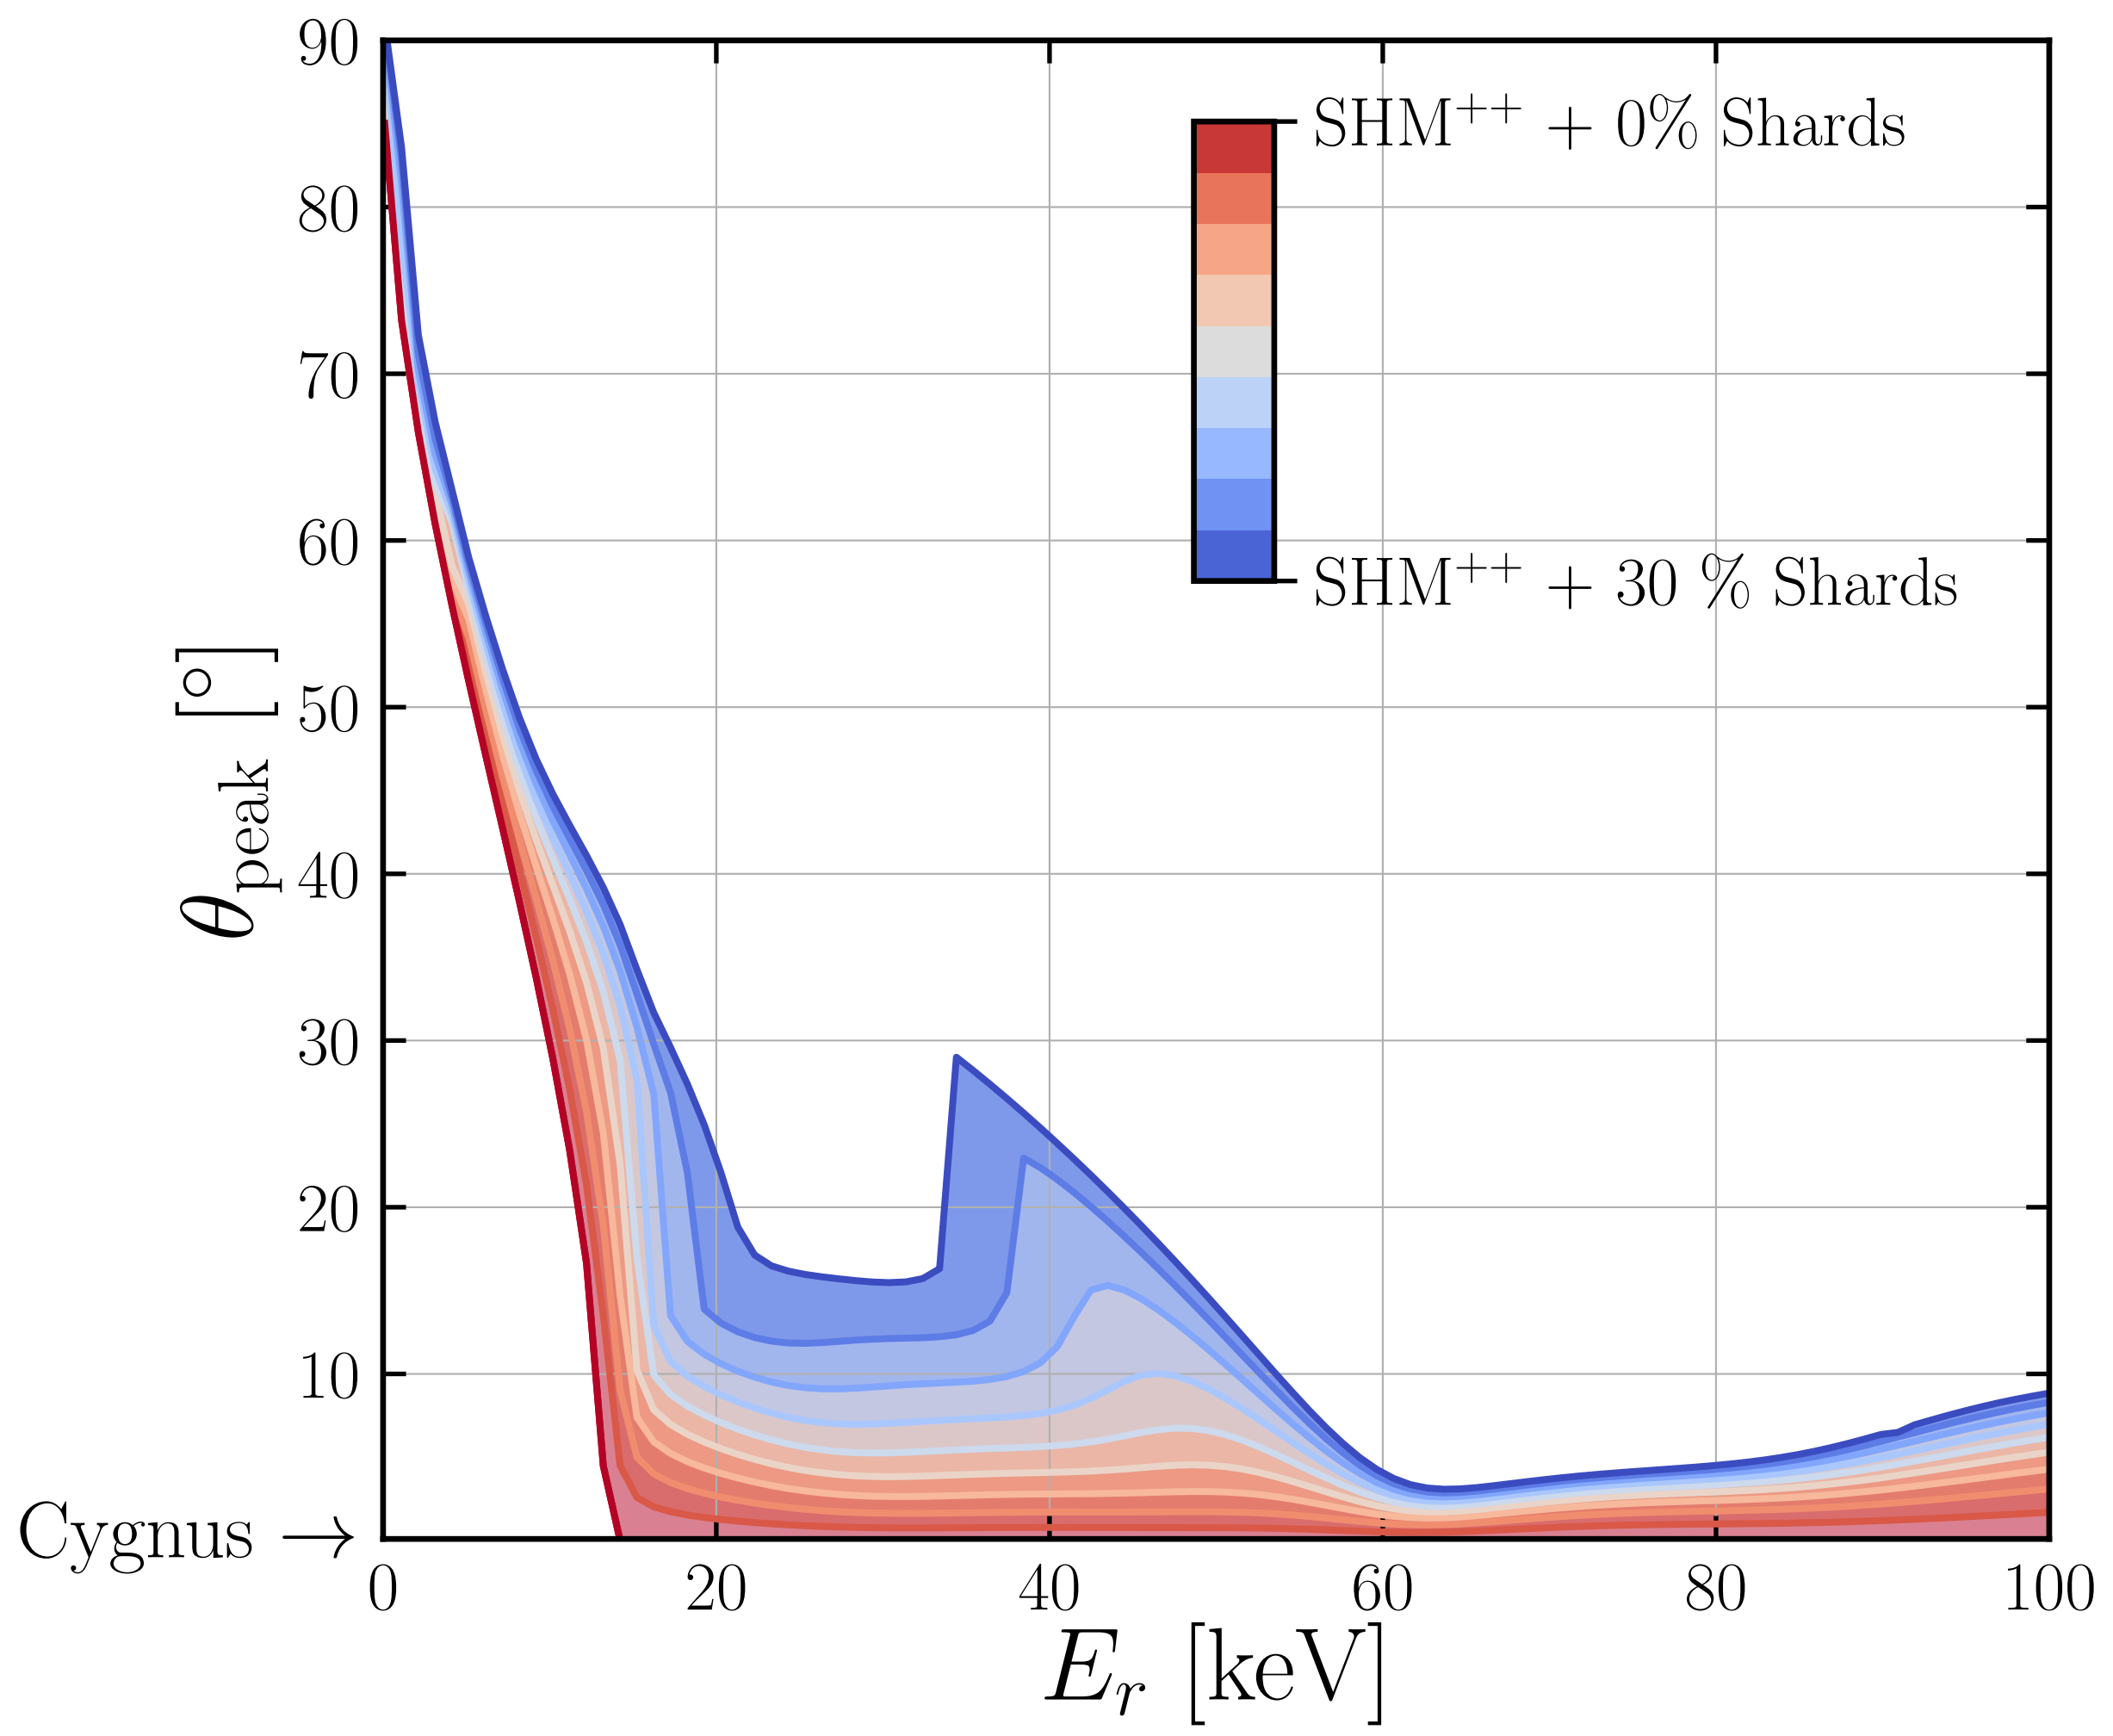 90
80
70
60
50
40
30
20
10
θpeak [°]
Cygnus →
SHM++ + 0% Shards
SHM++ + 30 % Shards
0 20 40 60 80 100
Er [keV]